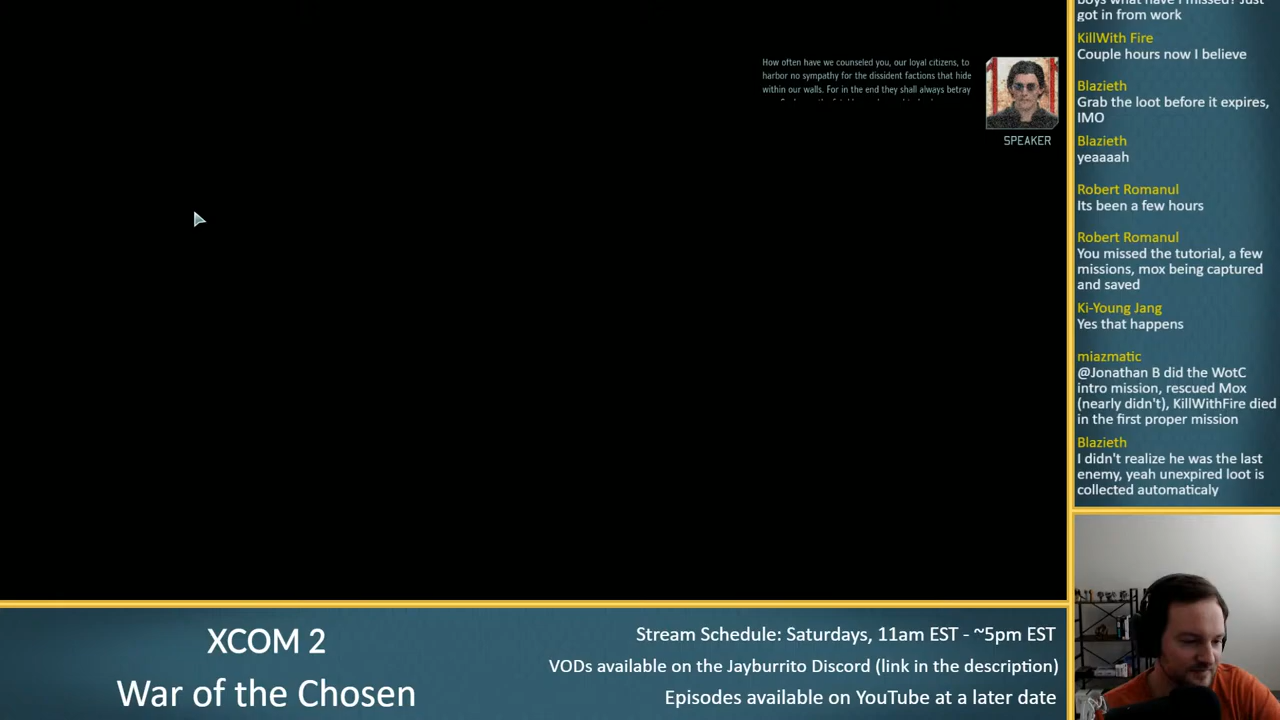 How often have we counseled you, our loyal citizens, to
harbor no sympathy for the dissident factions that hide
within our walls. For in the end they shall always betray
SPEAKER
got in from work
KillWith Fire
Couple hours now I believe
Blazieth
Grab the loot before it expires,
IMO
Blazieth
yeaaaah
Robert Romanul
Its been a few hours
Robert Romanul
You missed the tutorial, a few
missions, mox being captured
and saved
Ki-Young Jang
Yes that happens
miazmatic
@Jonathan B did the WotC
intro mission, rescued Mox
(nearly didn't), KillWithFire died
in the first proper mission
Blazieth
I didn't realize he was the last
enemy, yeah unexpired loot is
collected automaticaly
XCOM 2
War of the Chosen
Stream Schedule: Saturdays, 11am EST - ~5pm EST
VODs available on the Jayburrito Discord (link in the description)
Episodes available on YouTube at a later date